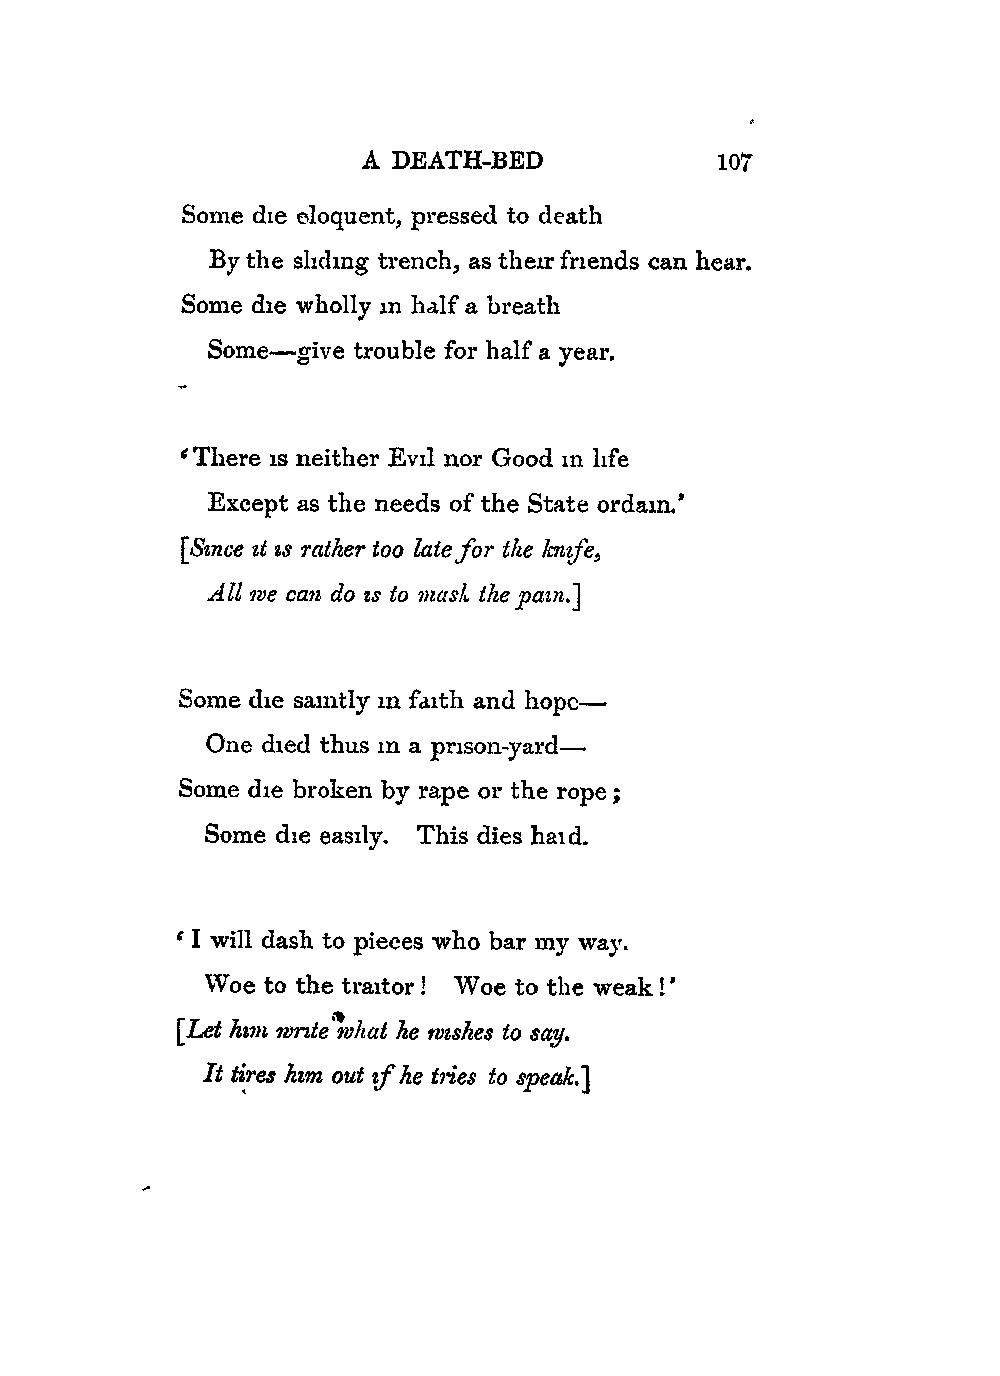 A DEATH-BED 107
Some die eloquent, pressed to death
By the sliding trench, as their friends can hear.
Some die wholly in half a breath
Some—give trouble for half a year.
‘There is neither Evil nor Good in life
Except as the needs of the State ordain.’
[Since it is rather too late for the knife,
All we can do is to mask the pain.]
Some die saintly in faith and hope—
One died thus in a prison-yard—
Some die broken by rape or the rope;
Some die easily. This dies hard.
‘I will dash to pieces who bar my way.
Woe to the traitor! Woe to the weak!’
[Let him write what he wishes to say.
It tires him out if he tries to speak.]